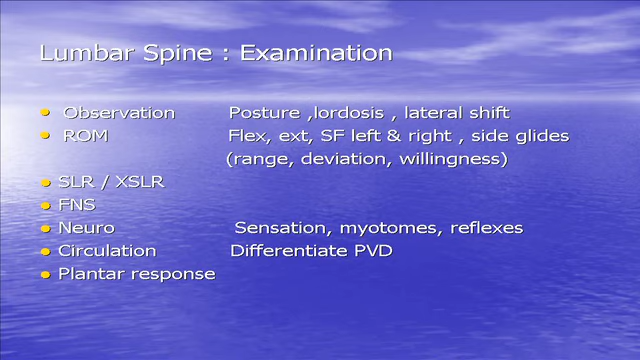 Lumbar Spine : Examination
• Observation Posture ,lordosis , lateral shift
• ROM Flex, ext, SF left & right , side glides
(range, deviation, willingness)
• SLR / XSLR
• FNS
• Neuro Sensation, myotomes, reflexes
• Circulation Differentiate PVD
• Plantar response